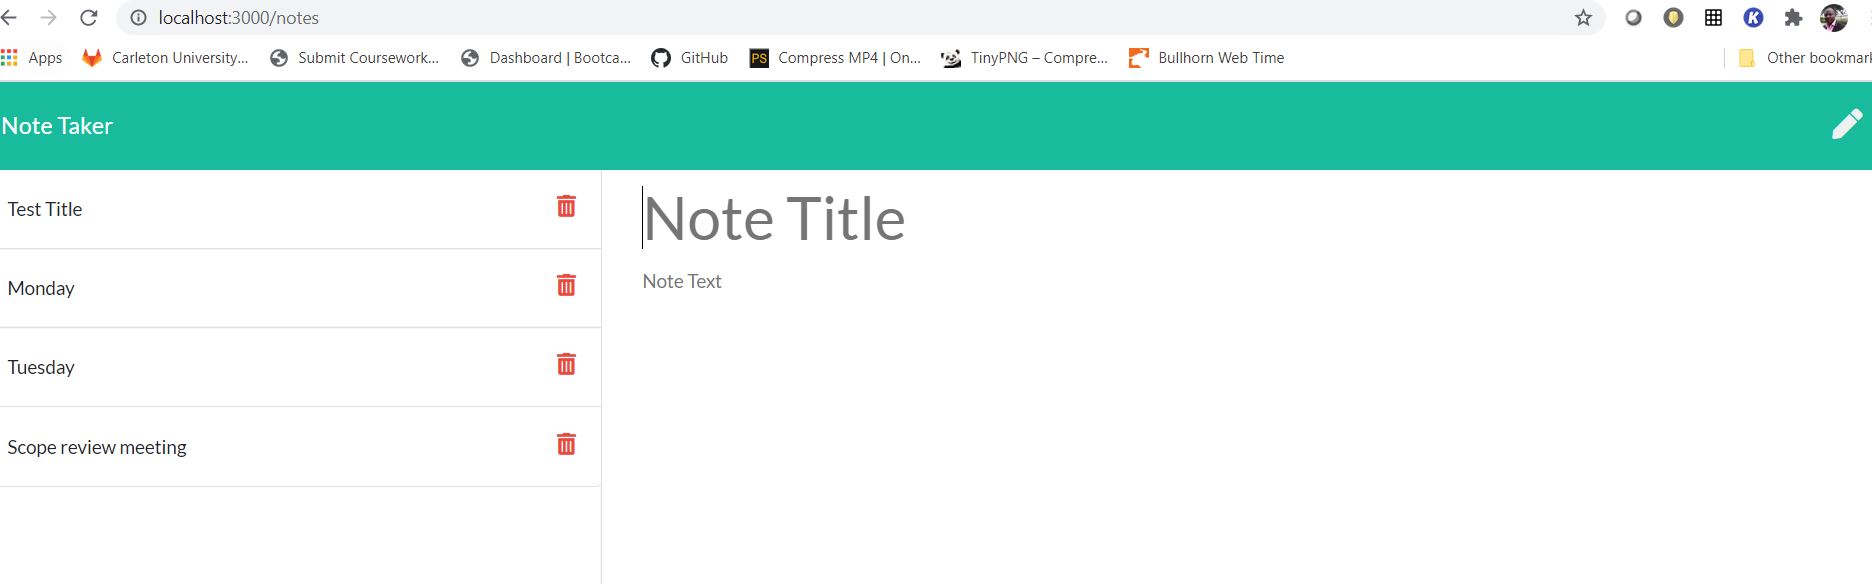 localhost:3000/notes
K
Apps Carleton University... Submit Coursework... Dashboard | Bootca... GitHub PS Compress MP4 | On... TinyPNG – Compre... Bullhorn Web Time Other bookmark
Note Taker
Test Title
Monday
Tuesday
Scope review meeting
Note Title
Note Text